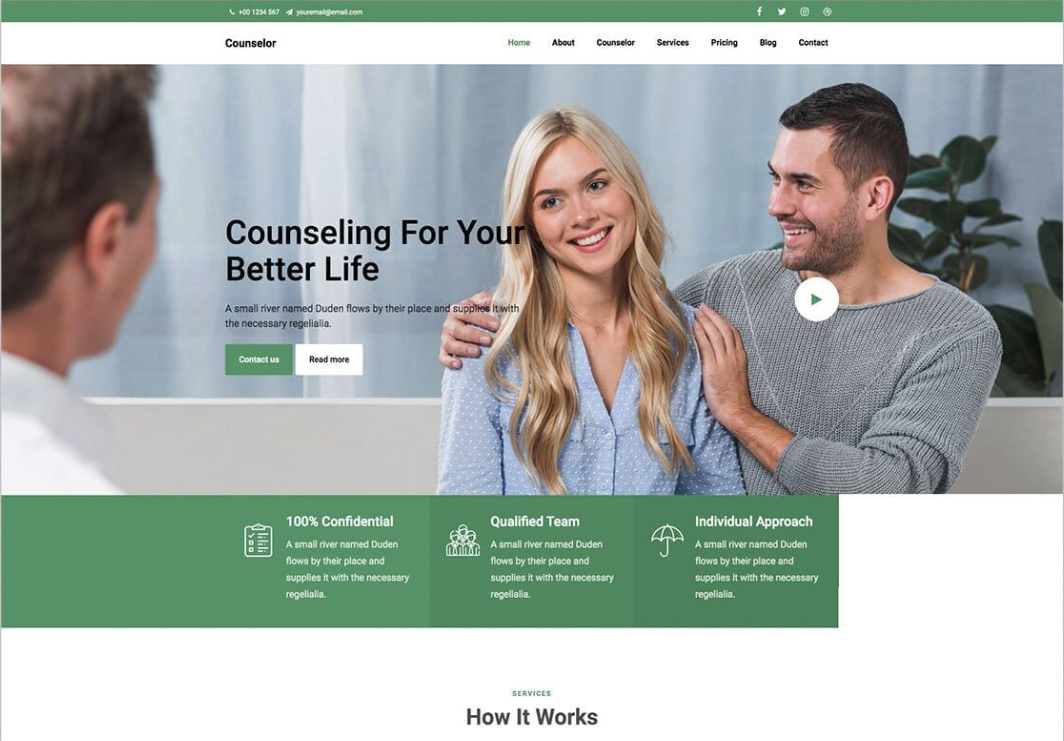 +00 1234 567 youremail@email.com
Counselor
Home About Counselor Services Pricing Blog Contact
Counseling For Your
Better Life
A small river named Duden flows by their place and supplies it with
the necessary regelialia.
Contact us Read more
100% Confidential
A small river named Duden
flows by their place and
supplies it with the necessary
regelialia.
Qualified Team
A small river named Duden
flows by their place and
supplies it with the necessary
regelialia.
Individual Approach
A small river named Duden
flows by their place and
supplies it with the necessary
regelialia.
SERVICES
How It Works